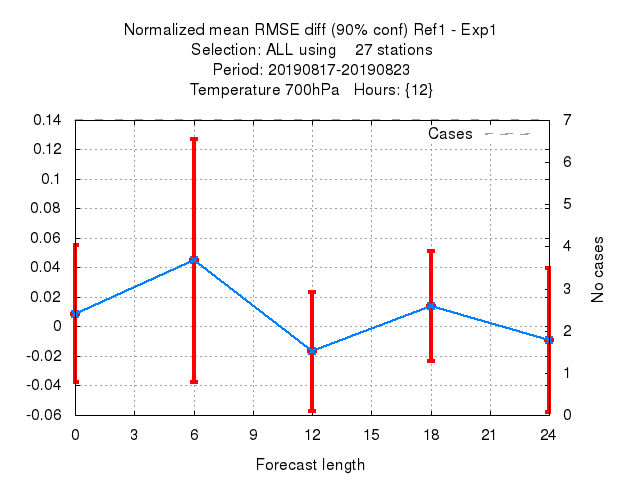 Normalized mean RMSE diff (90% conf) Ref1 - Exp1
Selection: ALL using 27 stations
Period: 20190817-20190823
Temperature 700hPa Hours: {12}
0.14
0.12
0.1
0.08
0.06
0.04
0.02
0
-0.02
-0.04
-0.06
Cases
7
6
5
4
3
2
1
0
No cases
0 3 6 9 12 15 18 21 24
Forecast length